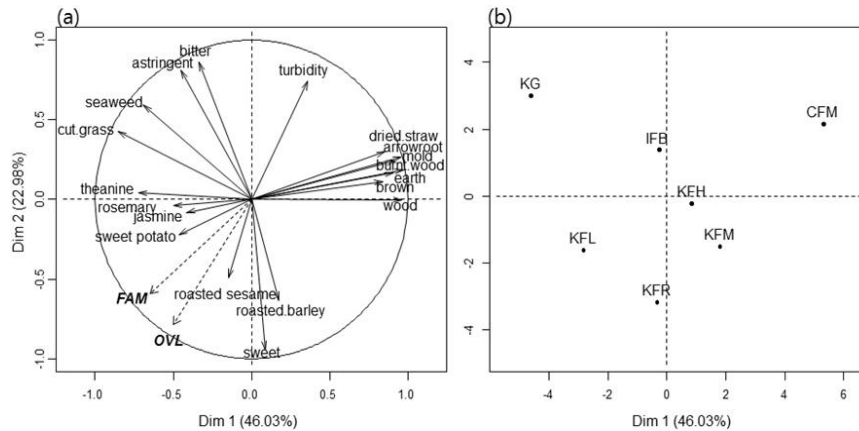 (a)
1.0
0.5
0.0
-0.5
-1.0
Dim 2 (22.98%)
bitter
astringent
turbidity
seaweed
cut.grass
dried.straw
arrowroot
mold
burnt.wood
earth
brown
wood
theanine
rosemary
jasmine
sweet potato
FAM
roasted sesame
roasted.barley
OVL
sweet
-1.0 -0.5 0.0 0.5 1.0
Dim 1 (46.03%)
(b)
4
2
0
-2
-4
KG
CFM
IFB
KFH
KFL
KFM
KFR
-4 -2 0 2 4 6
Dim 1 (46.03%)